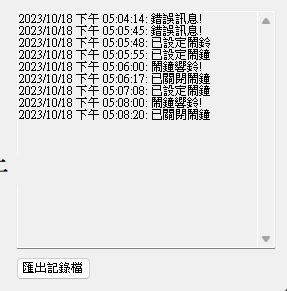 2023/10/18 下午 05:04:14: 錯誤訊息!
2023/10/18 下午 05:05:45: 錯誤訊息!
2023/10/18 下午 05:05:48: 已設定鬧鈴
2023/10/18 下午 05:05:55: 已設定鬧鐘
2023/10/18 下午 05:06:00: 鬧鐘響鈴!
2023/10/18 下午 05:06:17: 已關閉鬧鐘
2023/10/18 下午 05:07:08: 已設定鬧鐘
2023/10/18 下午 05:08:00: 鬧鐘響鈴!
2023/10/18 下午 05:08:20: 已關閉鬧鐘
匯出記錄檔